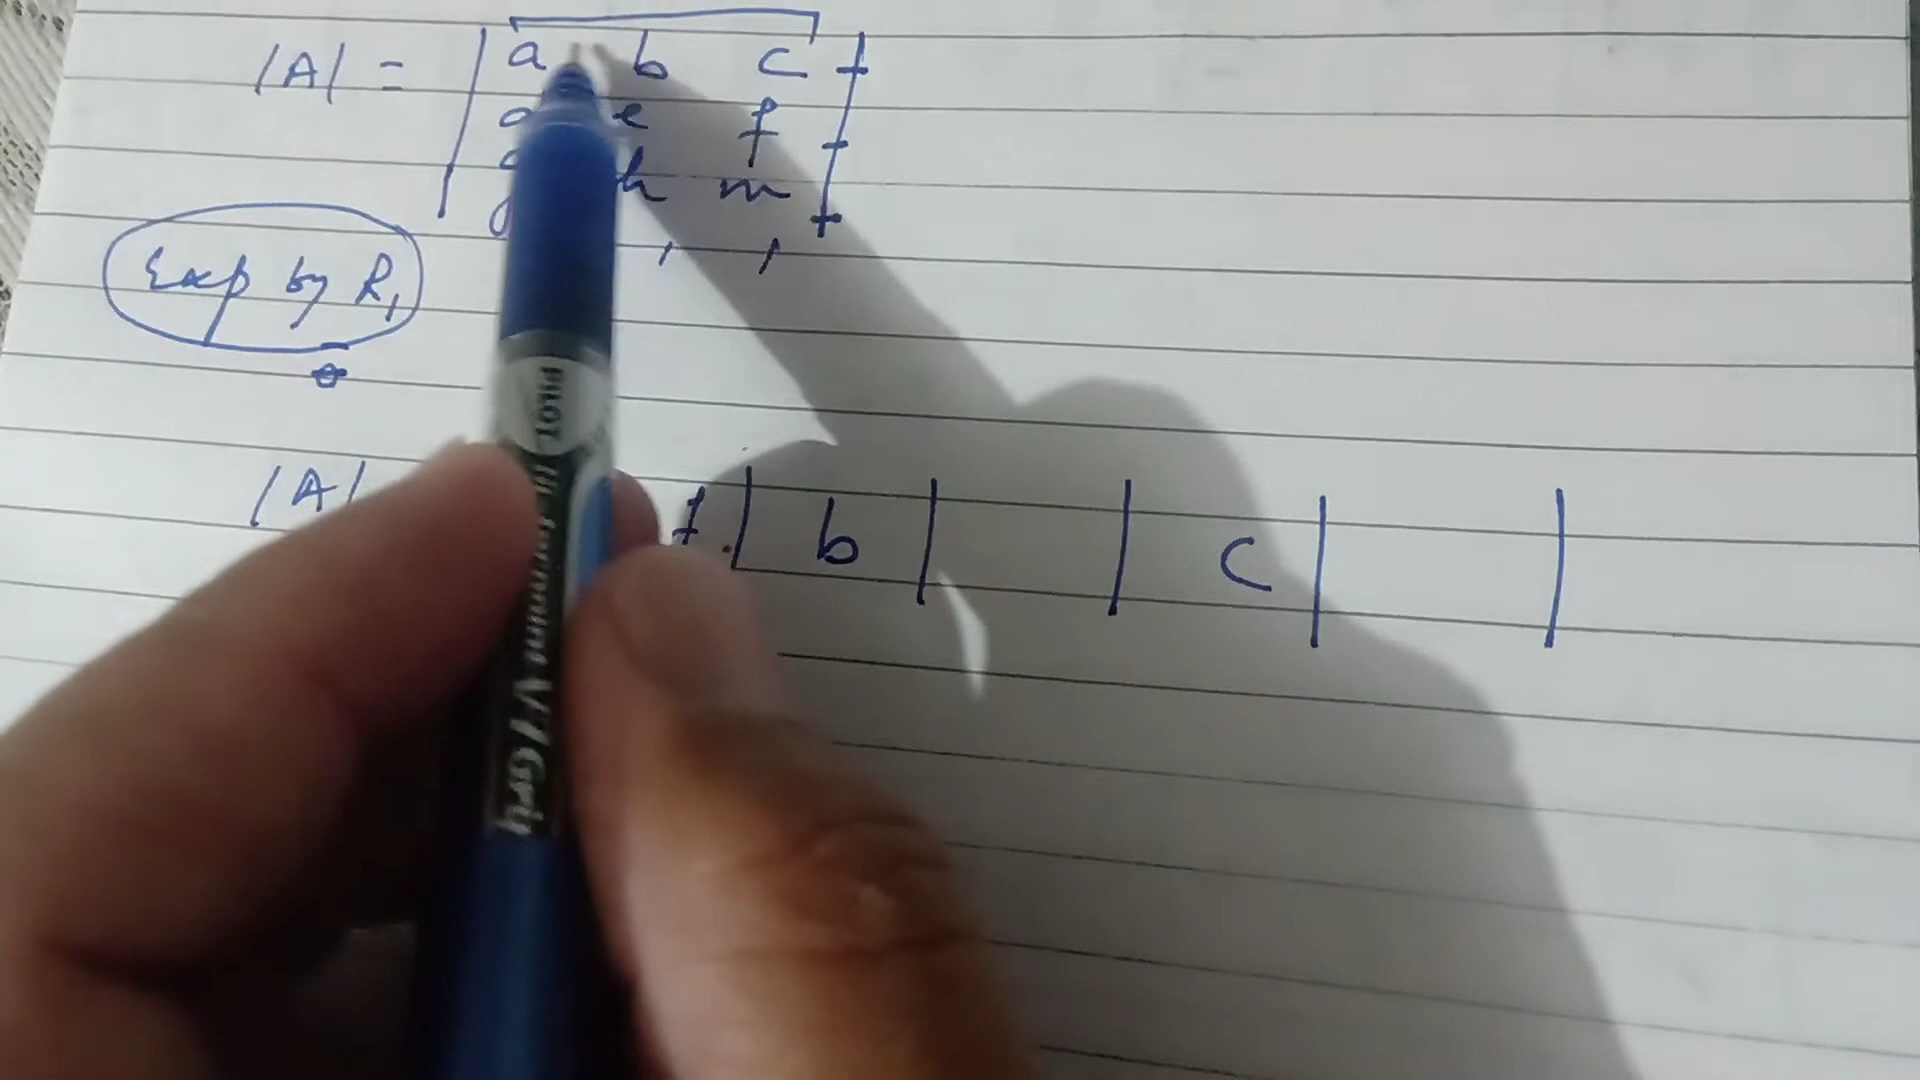 |A| = | a b c |
e f
h m
Exp by R₁
|A|
| b | | c | |
PILOT
V7 Grip